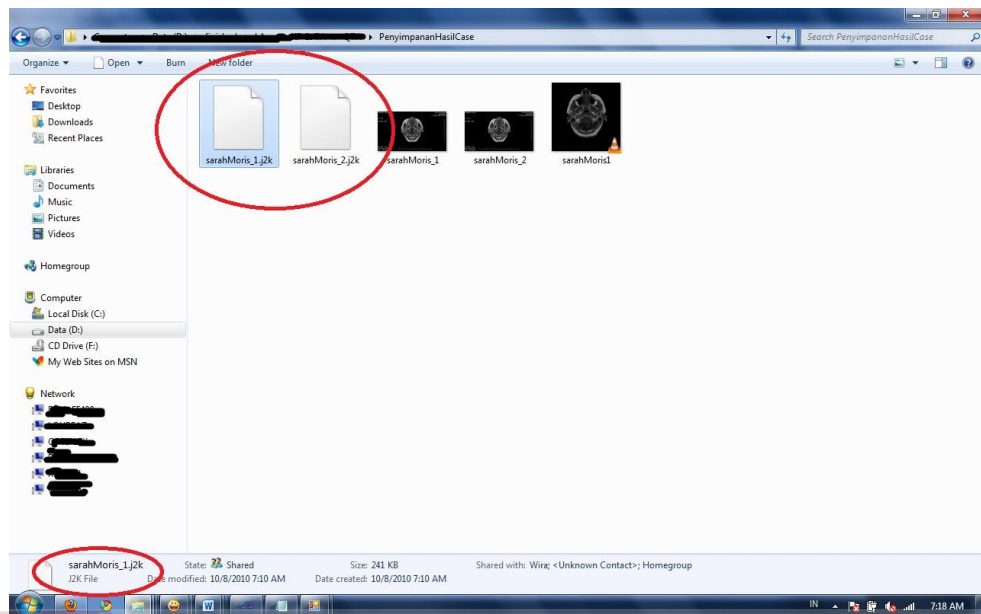 PenyimpananHasilCase
Search PenyimpananHasilCase
Organize
Open
Burn
New folder
Favorites
Desktop
Downloads
Recent Places
Libraries
Documents
Music
Pictures
Videos
Homegroup
Computer
Local Disk (C:)
Data (D:)
CD Drive (F:)
My Web Sites on MSN
Network
sarahMoris_1.j2k
sarahMoris_2.j2k
sarahMoris_1
sarahMoris_2
sarahMoris1
sarahMoris_1.j2k State: Shared Size: 241 KB Shared with: Wira; <Unknown Contact>; Homegroup
J2K File Date modified: 10/8/2010 7:10 AM Date created: 10/8/2010 7:10 AM
IN 7:18 AM